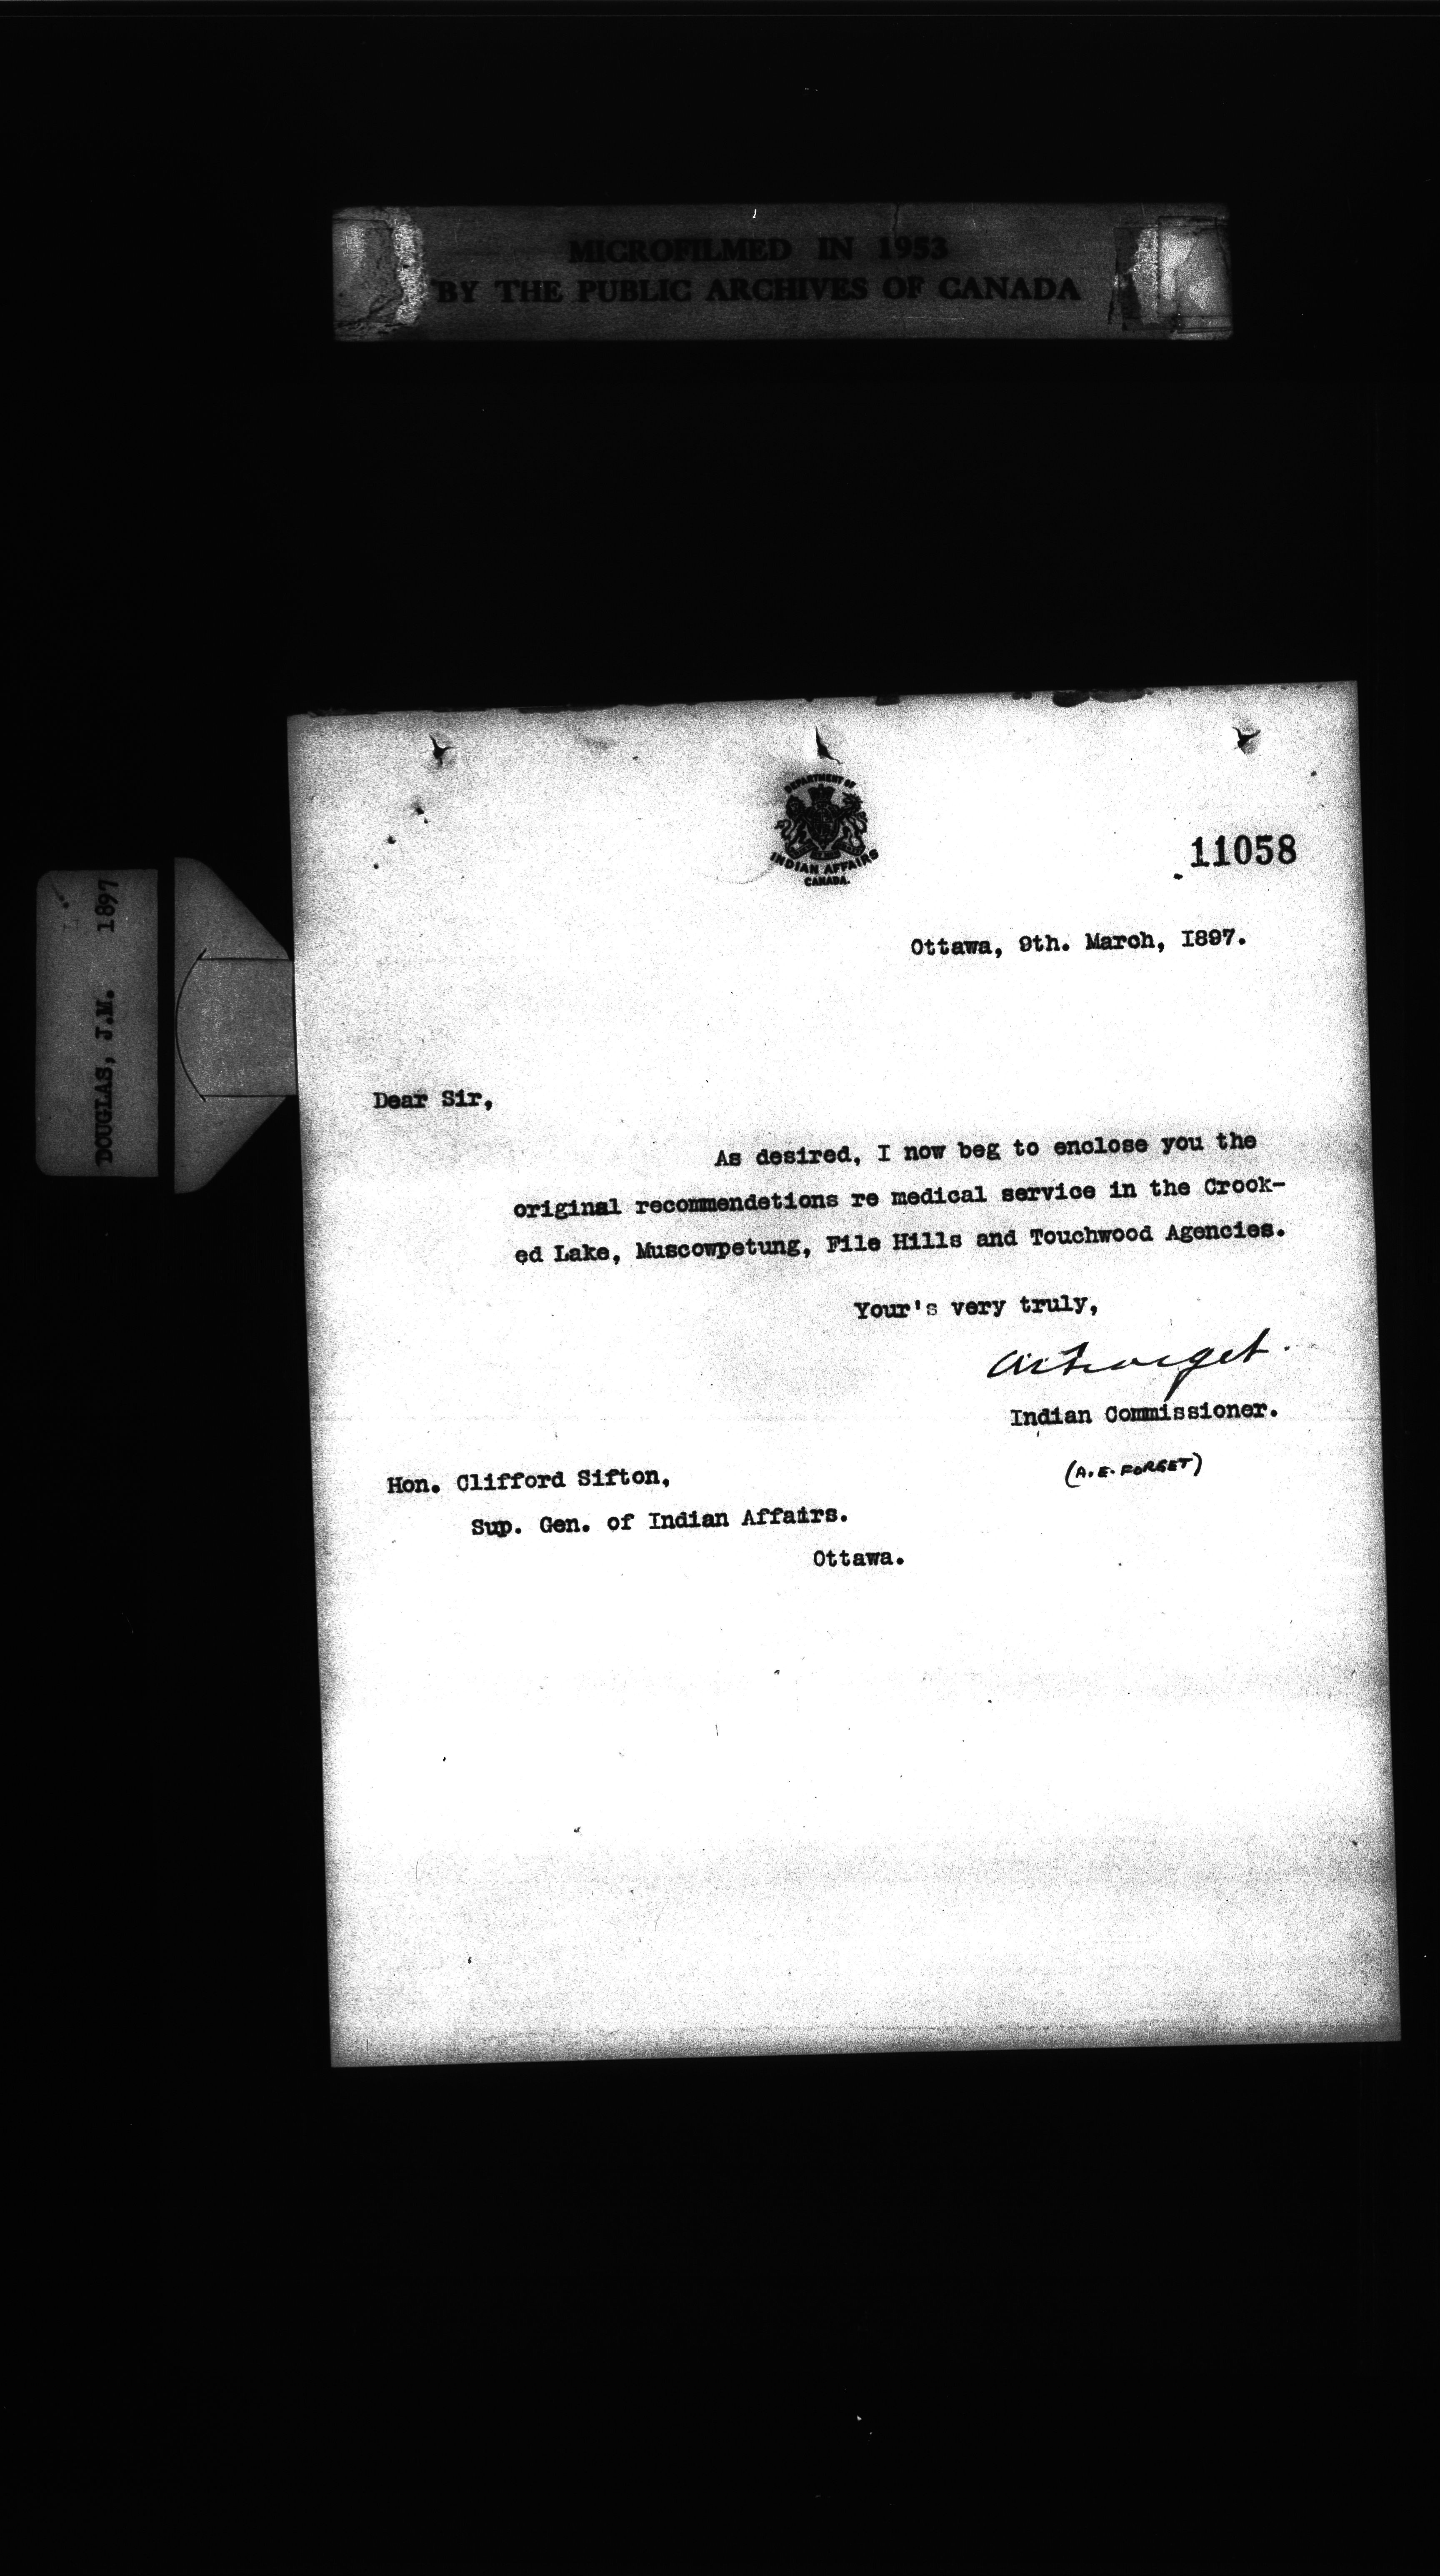 MICROFILMED IN 1953
BY THE PUBLIC ARCHIVES OF CANADA
DOUGLAS, J.M. 1897
DEPARTMENT OF
INDIAN AFFAIRS
CANADA.
11058
Ottawa, 9th. March, I897.
Dear Sir,
As desired, I now beg to enclose you the
original recommendetions re medical service in the Crook-
ed Lake, Muscowpetung, File Hills and Touchwood Agencies.
Your's very truly,
AEForget.
Indian Commissioner.
(A.E. FORGET)
Hon. Clifford Sifton,
Sup. Gen. of Indian Affairs.
Ottawa.